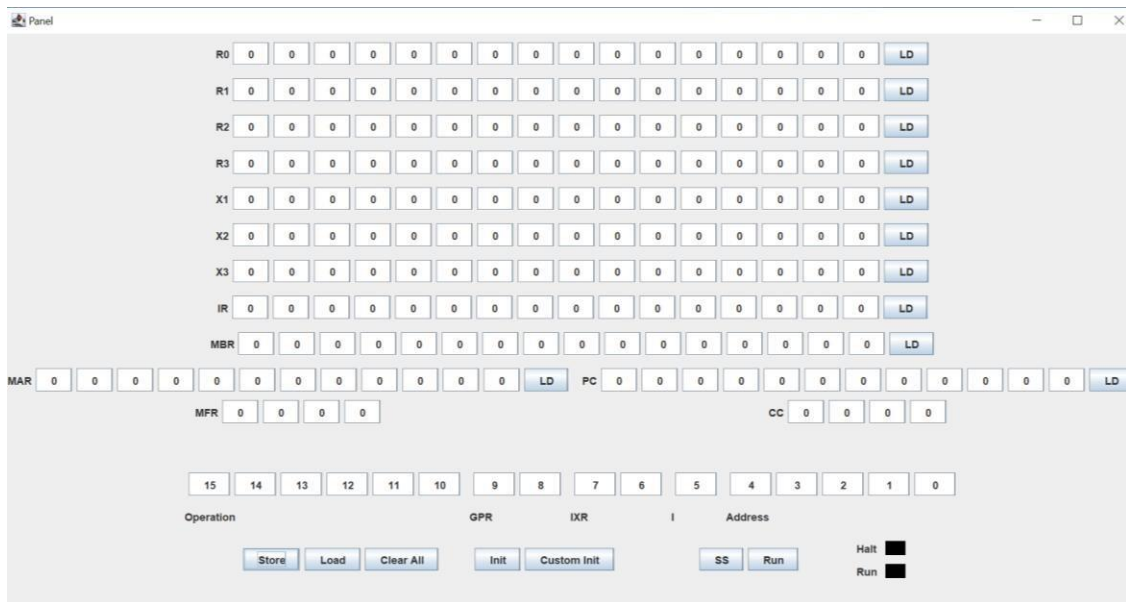 Panel
R0 0 0 0 0 0 0 0 0 0 0 0 0 0 0 0 0 LD
R1 0 0 0 0 0 0 0 0 0 0 0 0 0 0 0 0 LD
R2 0 0 0 0 0 0 0 0 0 0 0 0 0 0 0 0 LD
R3 0 0 0 0 0 0 0 0 0 0 0 0 0 0 0 0 LD
X1 0 0 0 0 0 0 0 0 0 0 0 0 0 0 0 0 LD
X2 0 0 0 0 0 0 0 0 0 0 0 0 0 0 0 0 LD
X3 0 0 0 0 0 0 0 0 0 0 0 0 0 0 0 0 LD
IR 0 0 0 0 0 0 0 0 0 0 0 0 0 0 0 0 LD
MBR 0 0 0 0 0 0 0 0 0 0 0 0 0 0 0 0 LD
MAR 0 0 0 0 0 0 0 0 0 0 0 0 LD PC 0 0 0 0 0 0 0 0 0 0 0 0 LD
MFR 0 0 0 0 CC 0 0 0 0
15 14 13 12 11 10 9 8 7 6 5 4 3 2 1 0
Operation GPR IXR I Address
Store Load Clear All Init Custom Init SS Run Halt
Run